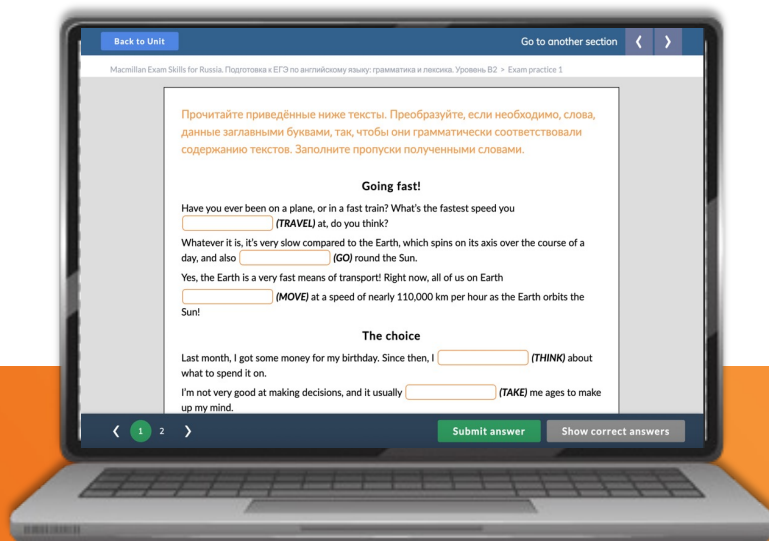 Back to Unit
Go to another section
Macmillan Exam Skills for Russia. Подготовка к ЕГЭ по английскому языку: грамматика и лексика. Уровень B2 > Exam practice 1
Прочитайте приведённые ниже тексты. Преобразуйте, если необходимо, слова,
данные заглавными буквами, так, чтобы они грамматически соответствовали
содержанию текстов. Заполните пропуски полученными словами.
Going fast!
Have you ever been on a plane, or in a fast train? What's the fastest speed you
(TRAVEL) at, do you think?
Whatever it is, it's very slow compared to the Earth, which spins on its axis over the course of a
day, and also (GO) round the Sun.
Yes, the Earth is a very fast means of transport! Right now, all of us on Earth
(MOVE) at a speed of nearly 110,000 km per hour as the Earth orbits the
Sun!
The choice
Last month, I got some money for my birthday. Since then, I (THINK) about
what to spend it on.
I'm not very good at making decisions, and it usually (TAKE) me ages to make
up my mind.
1 2
Submit answer
Show correct answers